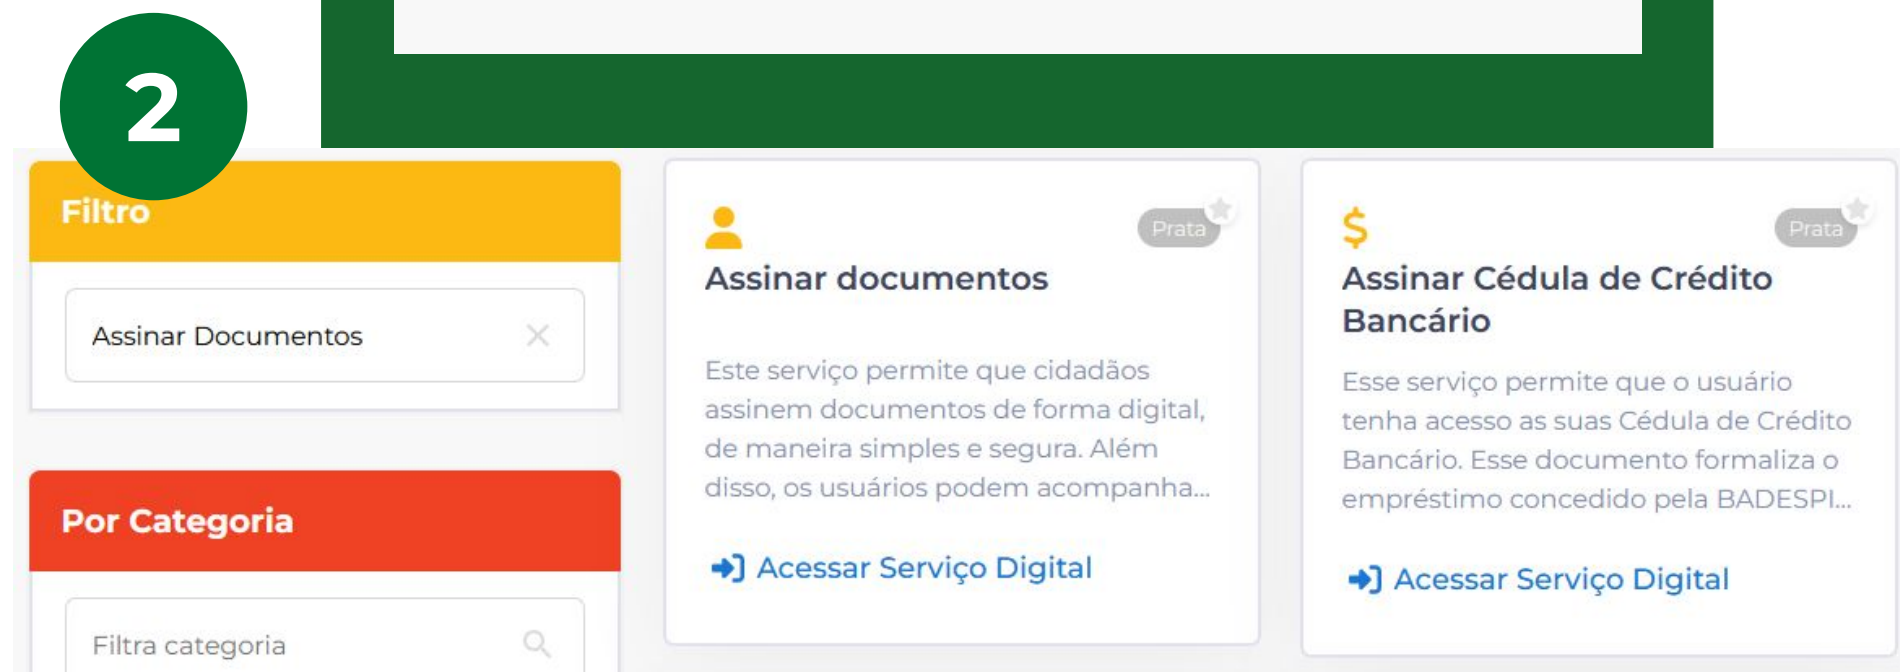 2
Filtro
Assinar Documentos
Por Categoria
Filtra categoria
Prata
Assinar documentos
Este serviço permite que cidadãos
assinem documentos de forma digital,
de maneira simples e segura. Além
disso, os usuários podem acompanha...
Acessar Serviço Digital
Prata
Assinar Cédula de Crédito
Bancário
Esse serviço permite que o usuário
tenha acesso as suas Cédula de Crédito
Bancário. Esse documento formaliza o
empréstimo concedido pela BADESPI...
Acessar Serviço Digital